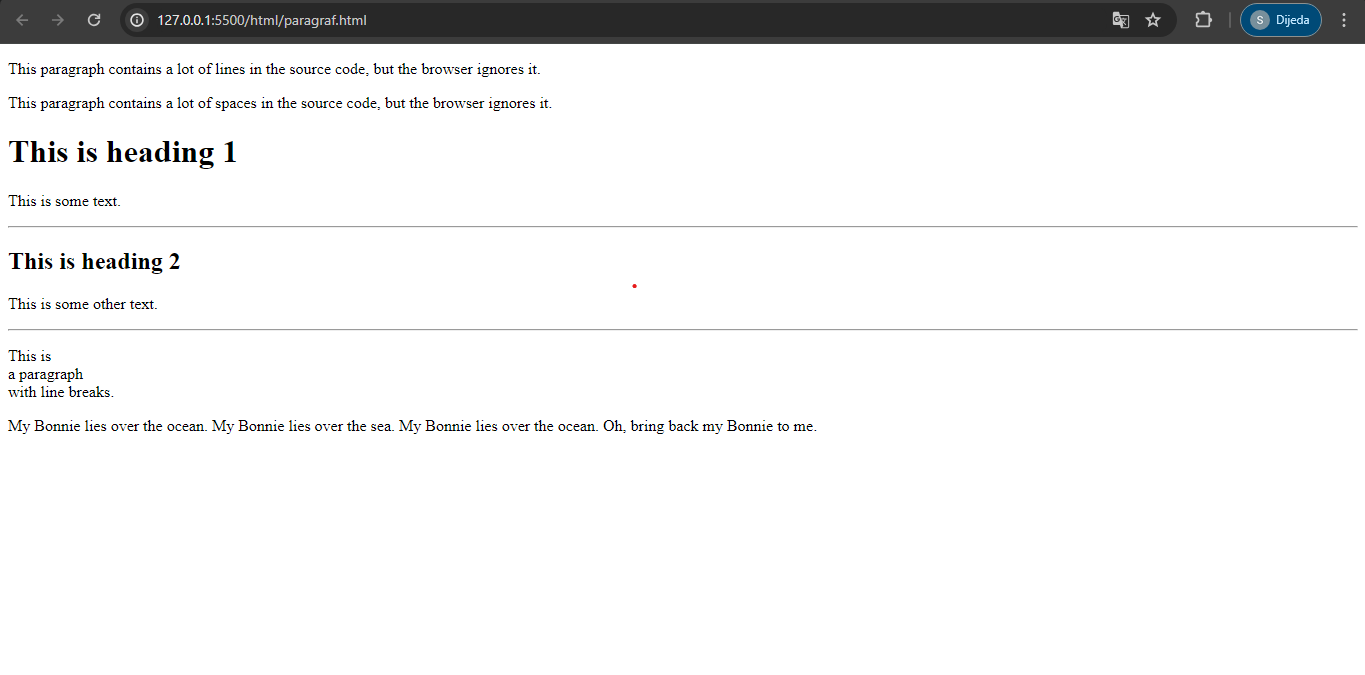 127.0.0.1:5500/html/paragraf.html
S Dijeda
This paragraph contains a lot of lines in the source code, but the browser ignores it.
This paragraph contains a lot of spaces in the source code, but the browser ignores it.
This is heading 1
This is some text.
This is heading 2
This is some other text.
This is
a paragraph
with line breaks.
My Bonnie lies over the ocean. My Bonnie lies over the sea. My Bonnie lies over the ocean. Oh, bring back my Bonnie to me.